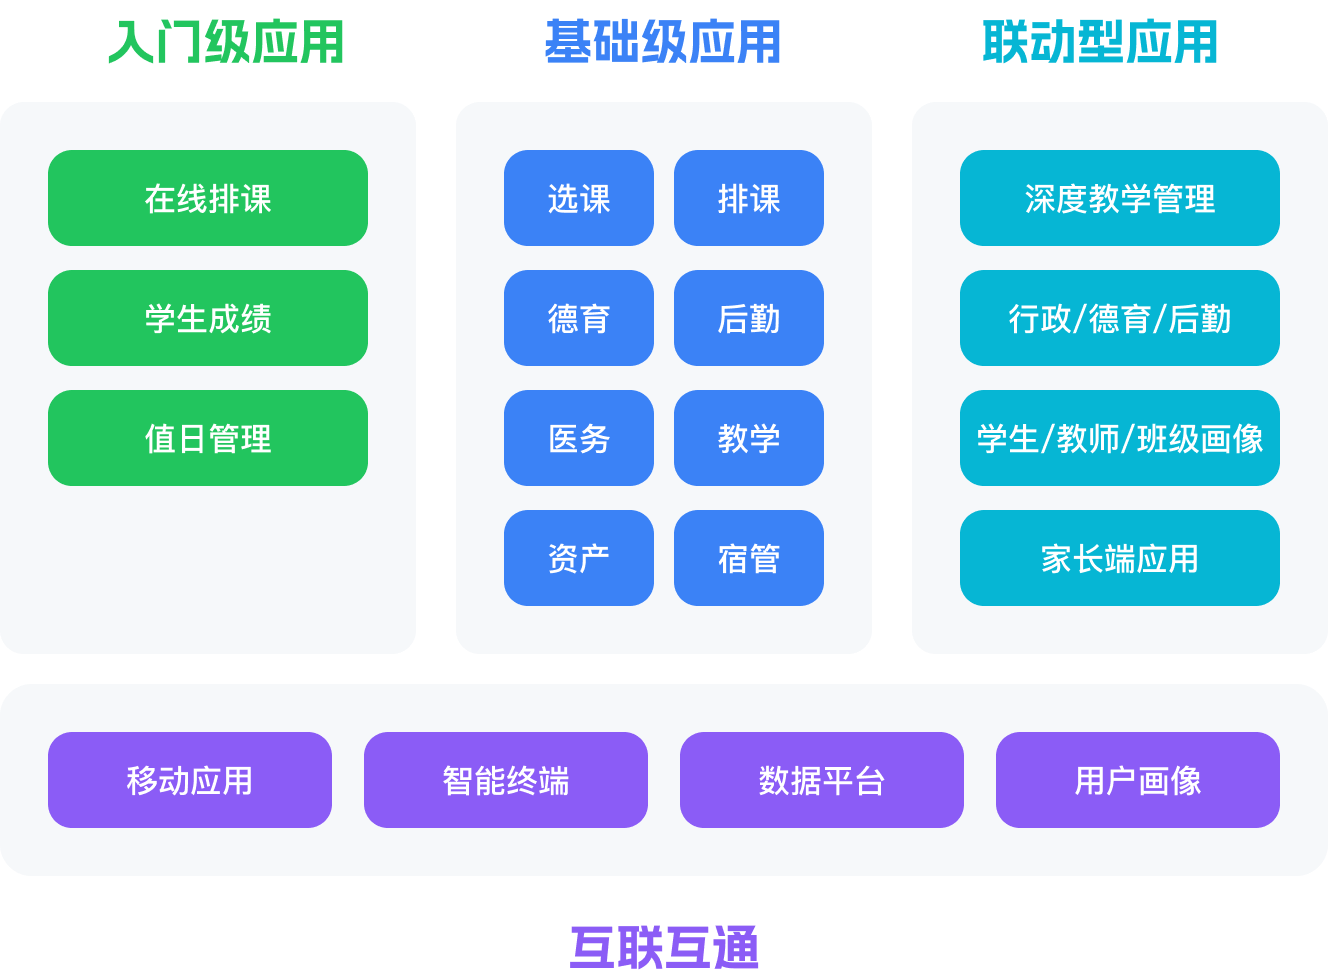 入门级应用
在线排课
学生成绩
值日管理
基础级应用
选课 排课
德育 后勤
医务 教学
资产 宿管
联动型应用
深度教学管理
行政/德育/后勤
学生/教师/班级画像
家长端应用
移动应用 智能终端 数据平台 用户画像
互联互通